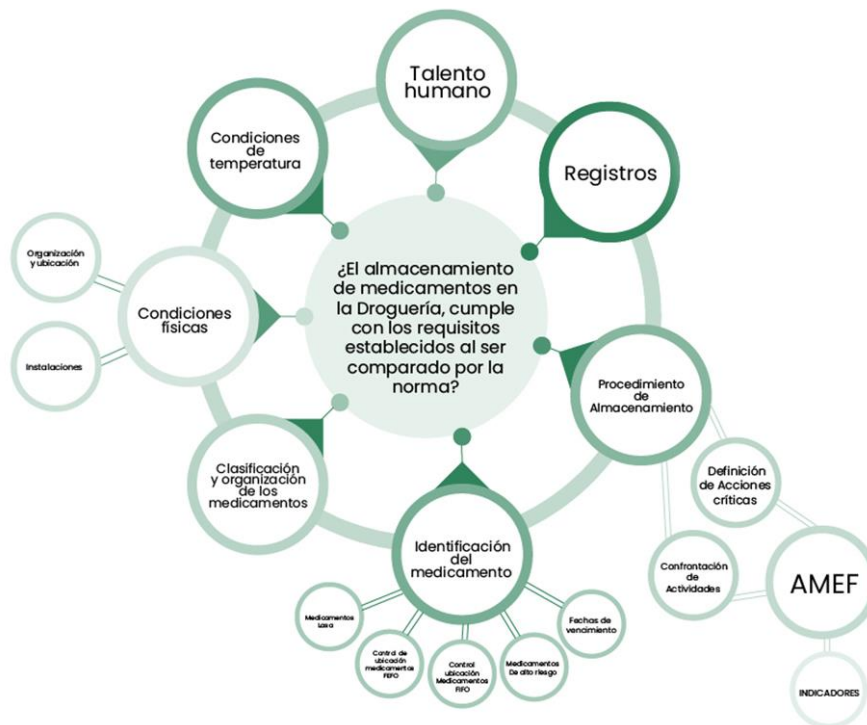 Talento
humano
Registros
Condiciones
de
temperatura
¿El almacenamiento
de medicamentos en
la Droguería, cumple
con los requisitos
establecidos al ser
comparado por la
norma?
Organización
y ubicación
Condiciones
físicas
Instalaciones
Procedimiento
de
Almacenamiento
Clasificación
y organización
de los
medicamentos
Identificación
del
medicamento
Definición
de Acciones
críticas
Confrontación
de
Actividades
AMEF
INDICADORES
Medicamentos
Lasa
Control de
ubicación
medicamentos
FEFO
Control
ubicación
Medicamentos
FIFO
Medicamentos
De alto riesgo
Fechas de
vencimiento